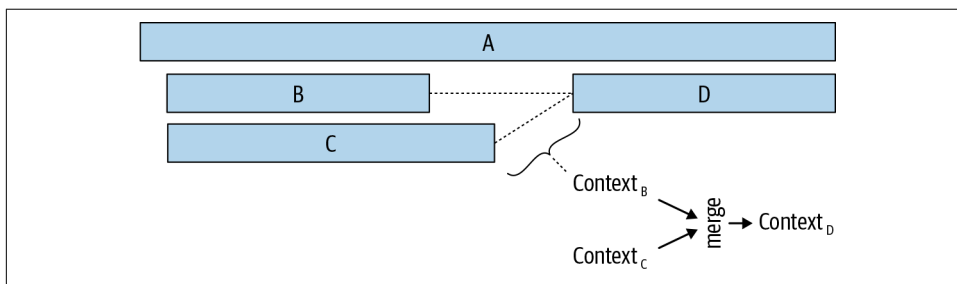 A
B
D
C
Context B
merge
Context D
Context C